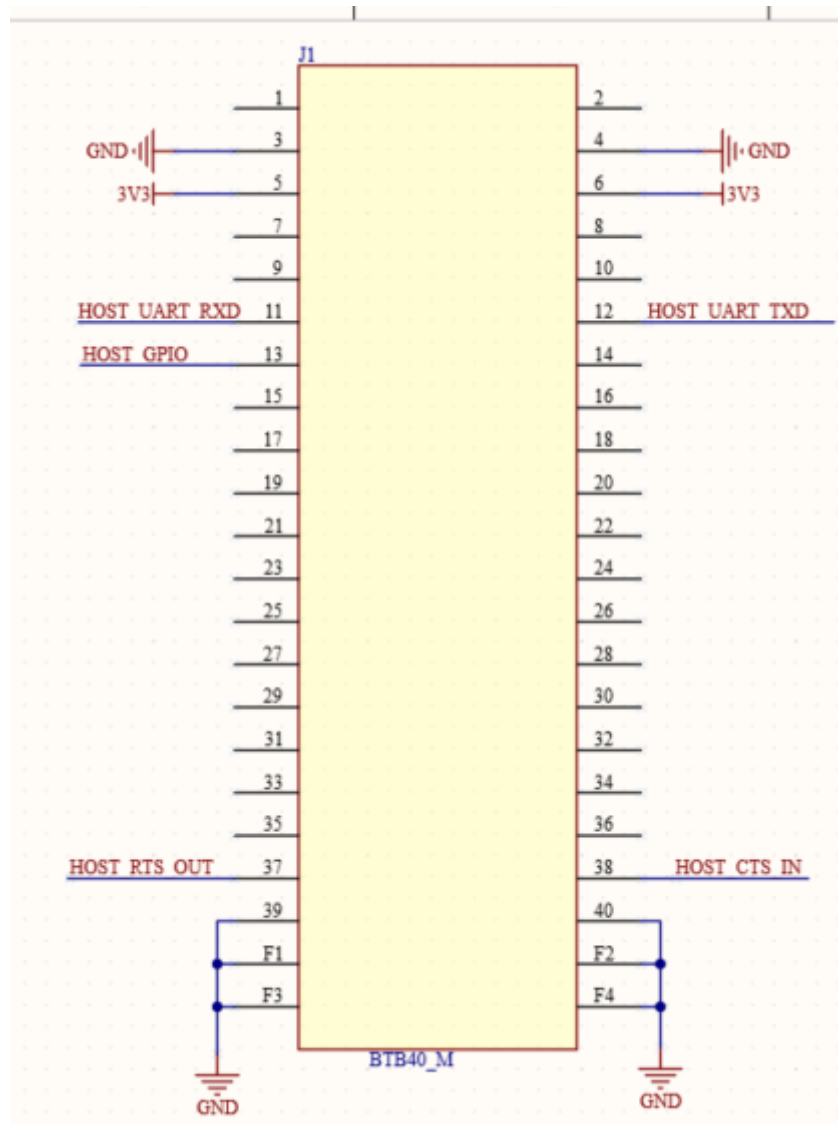 J1
1 2
GND 3 4 GND
3V3 5 6 3V3
7 8
9 10
HOST_UART_RXD 11 12 HOST_UART_TXD
HOST_GPIO 13 14
15 16
17 18
19 20
21 22
23 24
25 26
27 28
29 30
31 32
33 34
35 36
HOST_RTS_OUT 37 38 HOST_CTS_IN
39 40
F1 F2
F3 F4
BTB40_M
GND GND